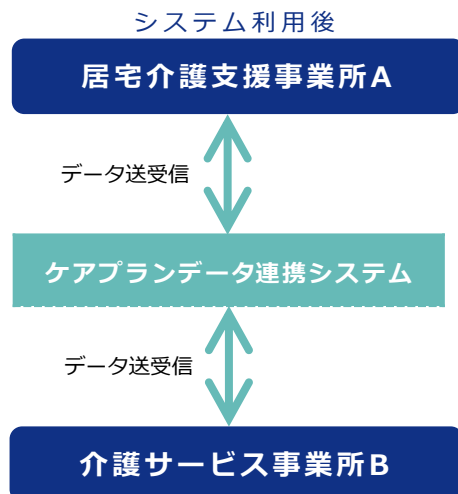 システム利用後
居宅介護支援事業所A
データ送受信
ケアプランデータ連携システム
データ送受信
介護サービス事業所B